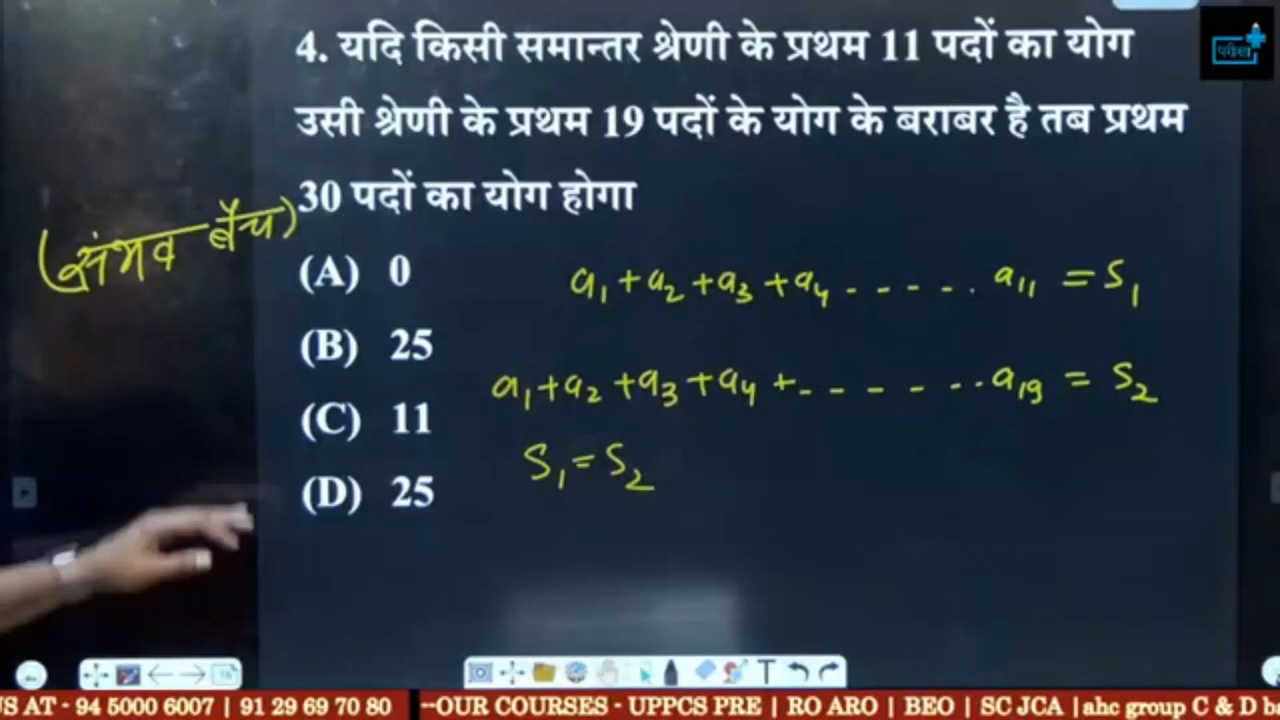 4. यदि किसी समान्तर श्रेणी के प्रथम 11 पदों का योग
उसी श्रेणी के प्रथम 19 पदों के योग के बराबर है तब प्रथम
30 पदों का योग होगा
(संभव बैच)
(A) 0
(B) 25
(C) 11
(D) 25
a₁+a₂+a₃+a₄ - - - - - . a₁₁ = S₁
a₁+a₂+a₃+a₄+ - - - - - - . a₁₉ = S₂
S₁=S₂
परीक्षा
T
US AT - 94 5000 6007 | 91 29 69 70 80 --OUR COURSES - UPPCS PRE | RO ARO | BEO | SC JCA |ahc group C & D ba